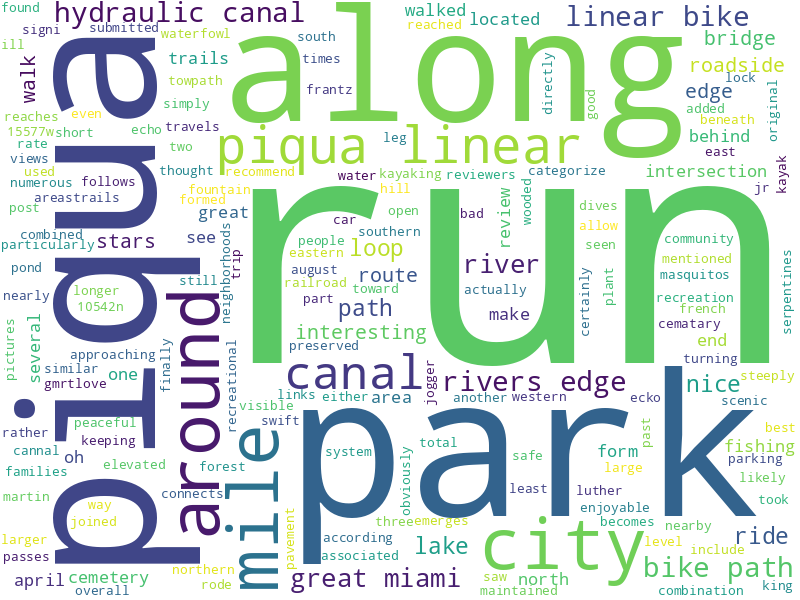 found
hydraulic canal
walked
located
linear bike
signi
submitted
waterfowl
reached
ill
trails
south
times
bridge
walk
towpath
frantz
along
directly
roadside
simply
good
edge
lock
reaches
added
original
15577w
short
echo
travels
piqua linear
leg
beneath
behind
rate
two
east
views
thought
recommend
water
kayaking
reviewers
categorize
intersection
used
follows
fountain
hill
jr
kayak
numerous
areastrails
formed
car
open
bad
wooded
dives
allow
post
great
review
seen
community
combined
stars
see
people
southern
mentioned
particularly
eastern
loop
river
masquitos
pond
still
trip
august
route
actually
certainly
plant
recreation
serpentines
railroad
toward
nearly
longer
neighborhoods
part
path
make
french
10542n
run
cematary
piqua
around
interesting
end
pictures
several
approaching
preserved
turning
similar
one
finally
canal
jogger
rivers edge
nice
steeply
gmrtlove
recreational
links
either
area
another
western
ecko
scenic
peaceful
visible
rather
keeping
swift
park
past
best
cannal
oh
mile
system
total
safe
form
fishing
families
elevated
forest
obviously
large
parking
martin
connects
least
luther
likely
way
enjoyable
took
joined
three
emerges
becomes
nearby
larger
pavement
according
city
level
include
ride
passes
associated
lake
northern
april
cemetery
great miami
saw
north
bike path
overall
rode
maintained
combination
king